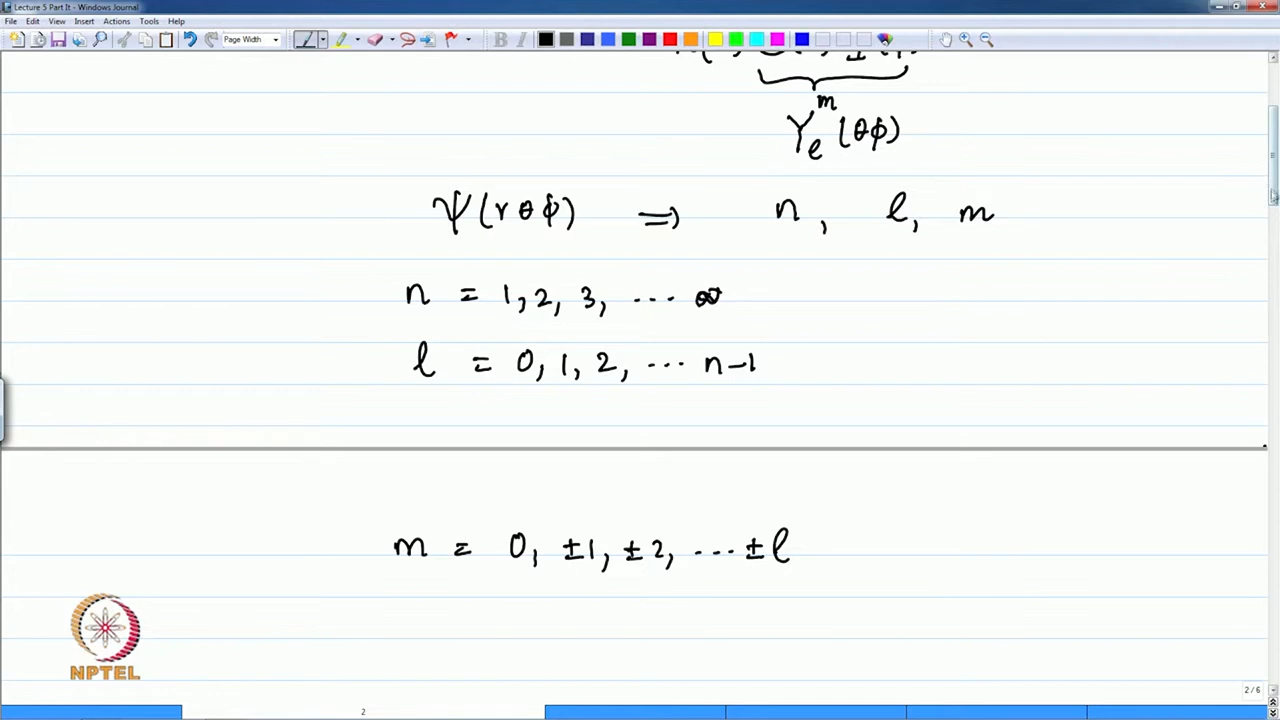 Lecture 5 Part II - Windows Journal
File Edit View Insert Actions Tools Help
Page Width
Y_l^m (θφ)
ψ(rθφ) ⇒ n, l, m
n = 1, 2, 3, ... ∞
l = 0, 1, 2, ... n-1
m = 0, ±1, ±2, ... ±l
NPTEL
2 / 6
2